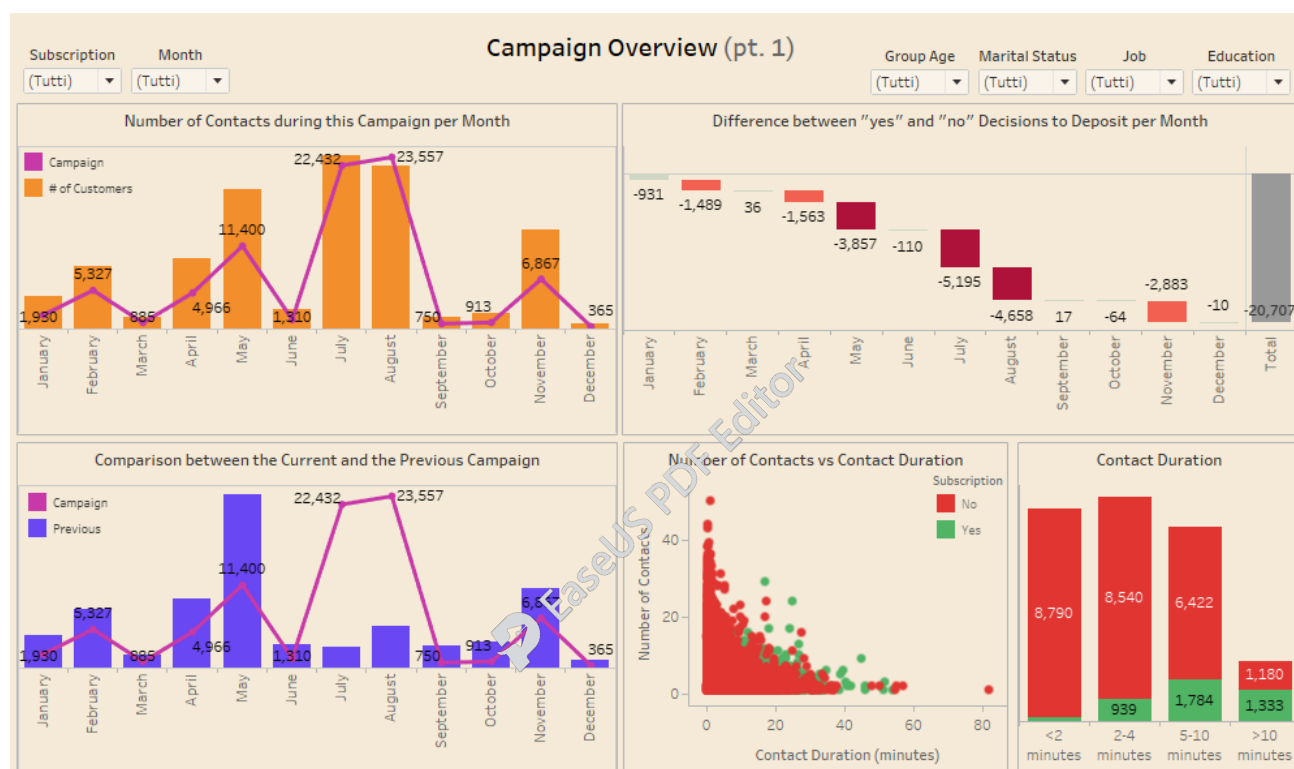 Campaign Overview (pt. 1)
Subscription
(Tutti)
Month
(Tutti)
Group Age
(Tutti)
Marital Status
(Tutti)
Job
(Tutti)
Education
(Tutti)
Number of Contacts during this Campaign per Month
Campaign
# of Customers
1,930
5,327
885
4,966
11,400
1,310
22,432
23,557
750
913
6,867
365
January
February
March
April
May
June
July
August
September
October
November
December
Difference between "yes" and "no" Decisions to Deposit per Month
-931
-1,489
36
-1,563
-3,857
-110
-5,195
-4,658
17
-64
-2,883
-10
-20,707
January
February
March
April
May
June
July
August
September
October
November
December
Total
Comparison between the Current and the Previous Campaign
Campaign
Previous
1,930
5,327
885
4,966
11,400
1,310
22,432
23,557
750
913
6,867
365
January
February
March
April
May
June
July
August
September
October
November
December
Number of Contacts vs Contact Duration
Subscription
No
Yes
Number of Contacts
40
20
0
0
20
40
60
80
Contact Duration (minutes)
Contact Duration
8,790
8,540
939
6,422
1,784
1,180
1,333
<2
minutes
2-4
minutes
5-10
minutes
>10
minutes
EaseUS PDF Editor